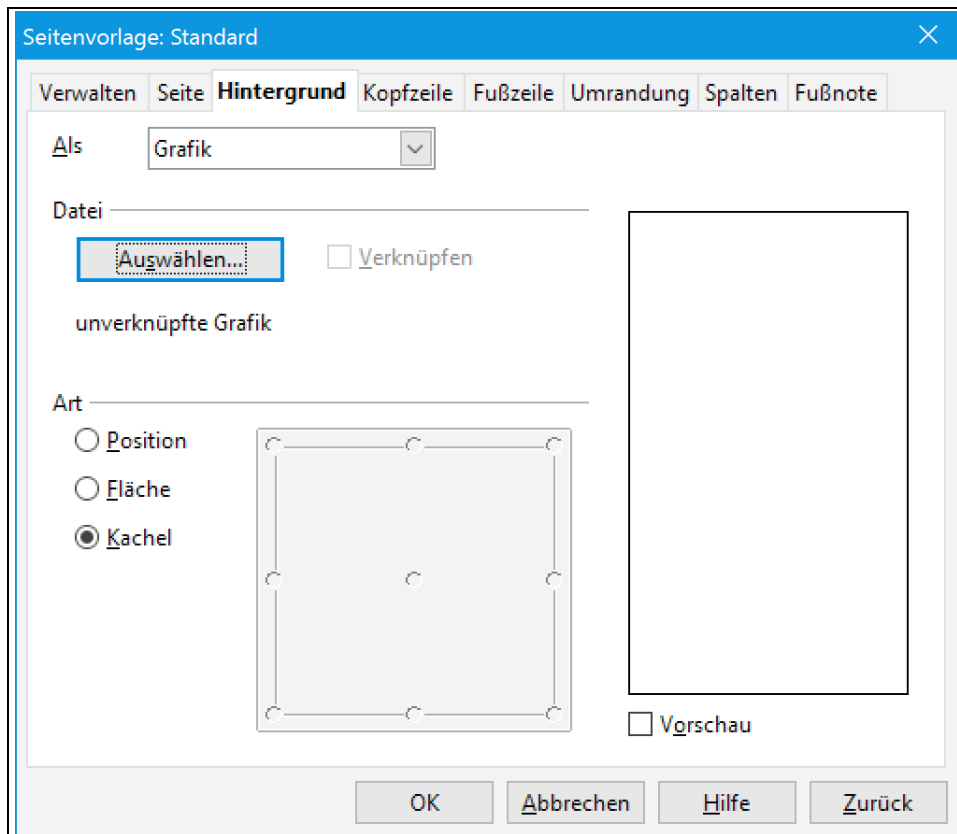 Seitenvorlage: Standard
Verwalten Seite Hintergrund Kopfzeile Fußzeile Umrandung Spalten Fußnote
Als Grafik
Datei
Auswählen... Verknüpfen
unverknüpfte Grafik
Art
Position
Fläche
Kachel
Vorschau
OK Abbrechen Hilfe Zurück